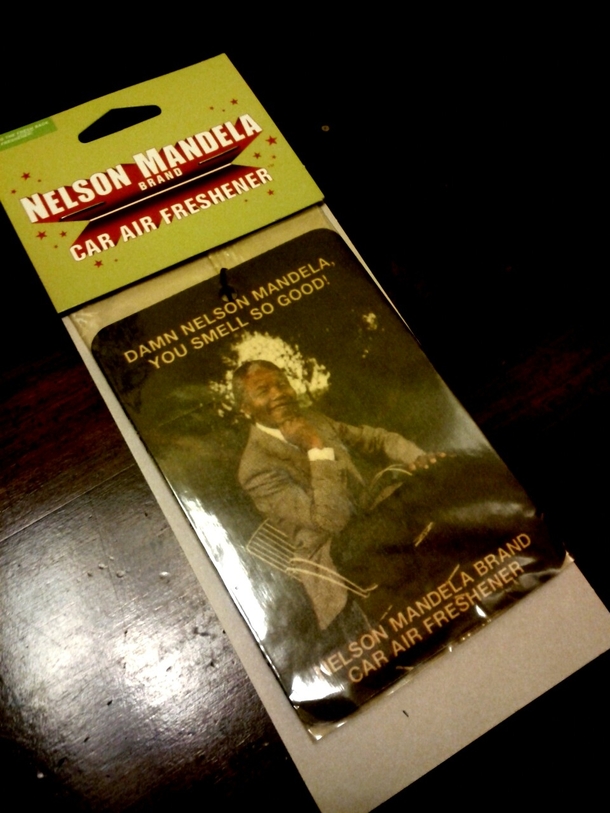 NELSON MANDELA
BRAND
CAR AIR FRESHENER
DAMN NELSON MANDELA,
YOU SMELL SO GOOD!
NELSON MANDELA BRAND
CAR AIR FRESHENER